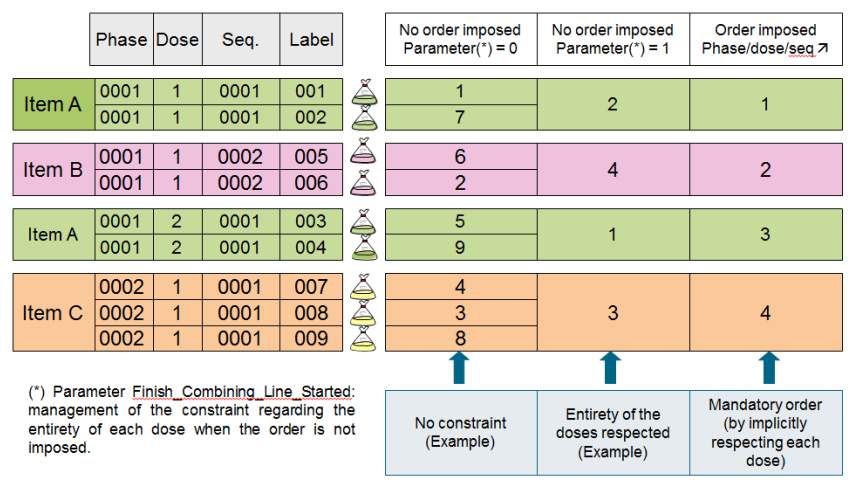 Phase Dose Seq. Label
No order imposed
Parameter(*) = 0
No order imposed
Parameter(*) = 1
Order imposed
Phase/dose/seq ↗
Item A
0001 1 0001 001
0001 1 0001 002
1
7
2
1
Item B
0001 1 0002 005
0001 1 0002 006
6
2
4
2
Item A
0001 2 0001 003
0001 2 0001 004
5
9
1
3
Item C
0002 1 0001 007
0002 1 0001 008
0002 1 0001 009
4
3
8
3
4
(*) Parameter Finish_Combining_Line_Started:
management of the constraint regarding the
entirety of each dose when the order is not
imposed.
No constraint
(Example)
Entirety of the
doses respected
(Example)
Mandatory order
(by implicitly
respecting each
dose)